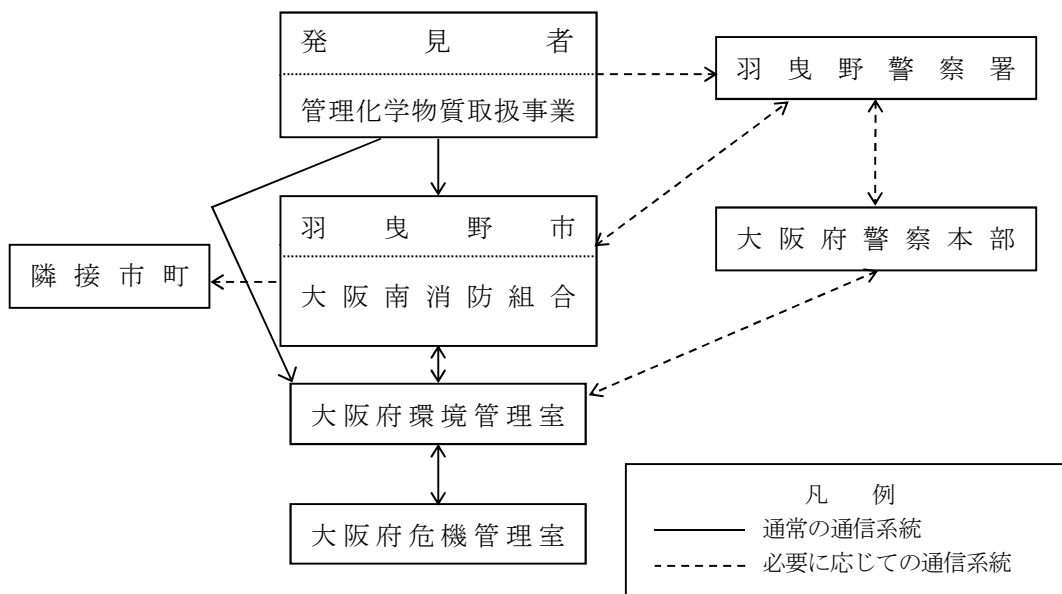 発見者
羽曳野警察署
管理化学物質取扱事業
羽曳野市
大阪府警察本部
隣接市町
大阪南消防組合
大阪府環境管理室
大阪府危機管理室
凡例
通常の通信系統
必要に応じての通信系統